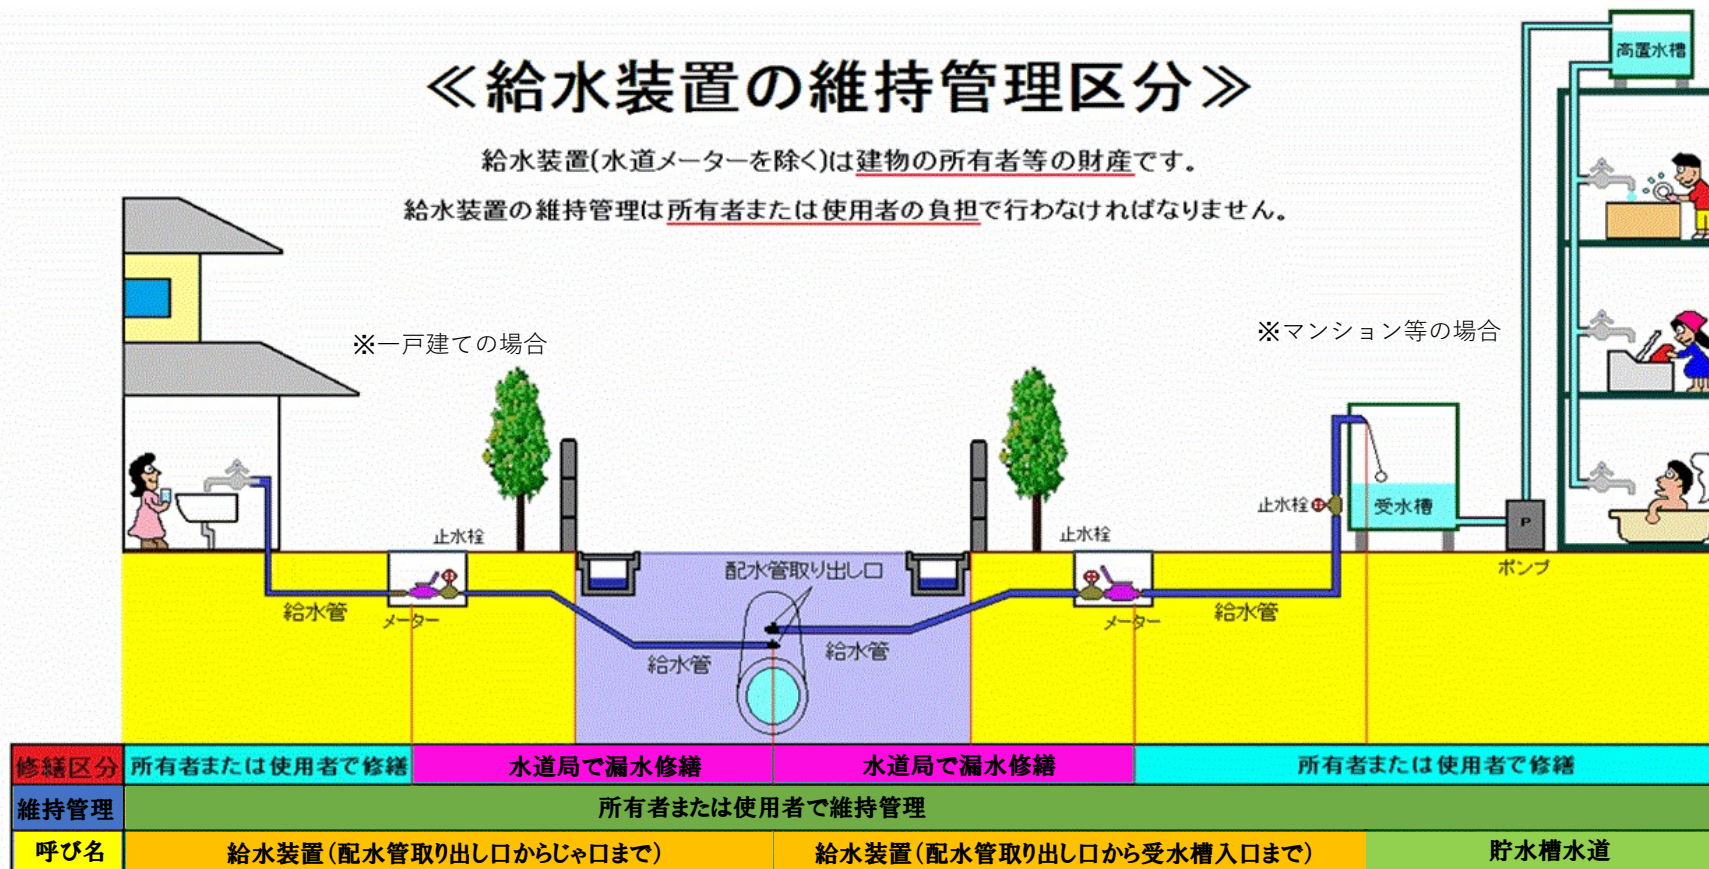 ≪給水装置の維持管理区分≫
給水装置(水道メーターを除く)は建物の所有者等の財産です。
給水装置の維持管理は所有者または使用者の負担で行わなければなりません。
高置水槽
※一戸建ての場合
※マンション等の場合
止水栓
受水槽
P
止水栓
止水栓
配水管取り出し口
ポンプ
給水管
メーター
メーター
給水管
給水管
給水管
修繕区分 所有者または使用者で修繕 水道局で漏水修繕 水道局で漏水修繕 所有者または使用者で修繕
維持管理 所有者または使用者で維持管理
呼び名 給水装置(配水管取り出し口からじゃ口まで) 給水装置(配水管取り出し口から受水槽入口まで) 貯水槽水道